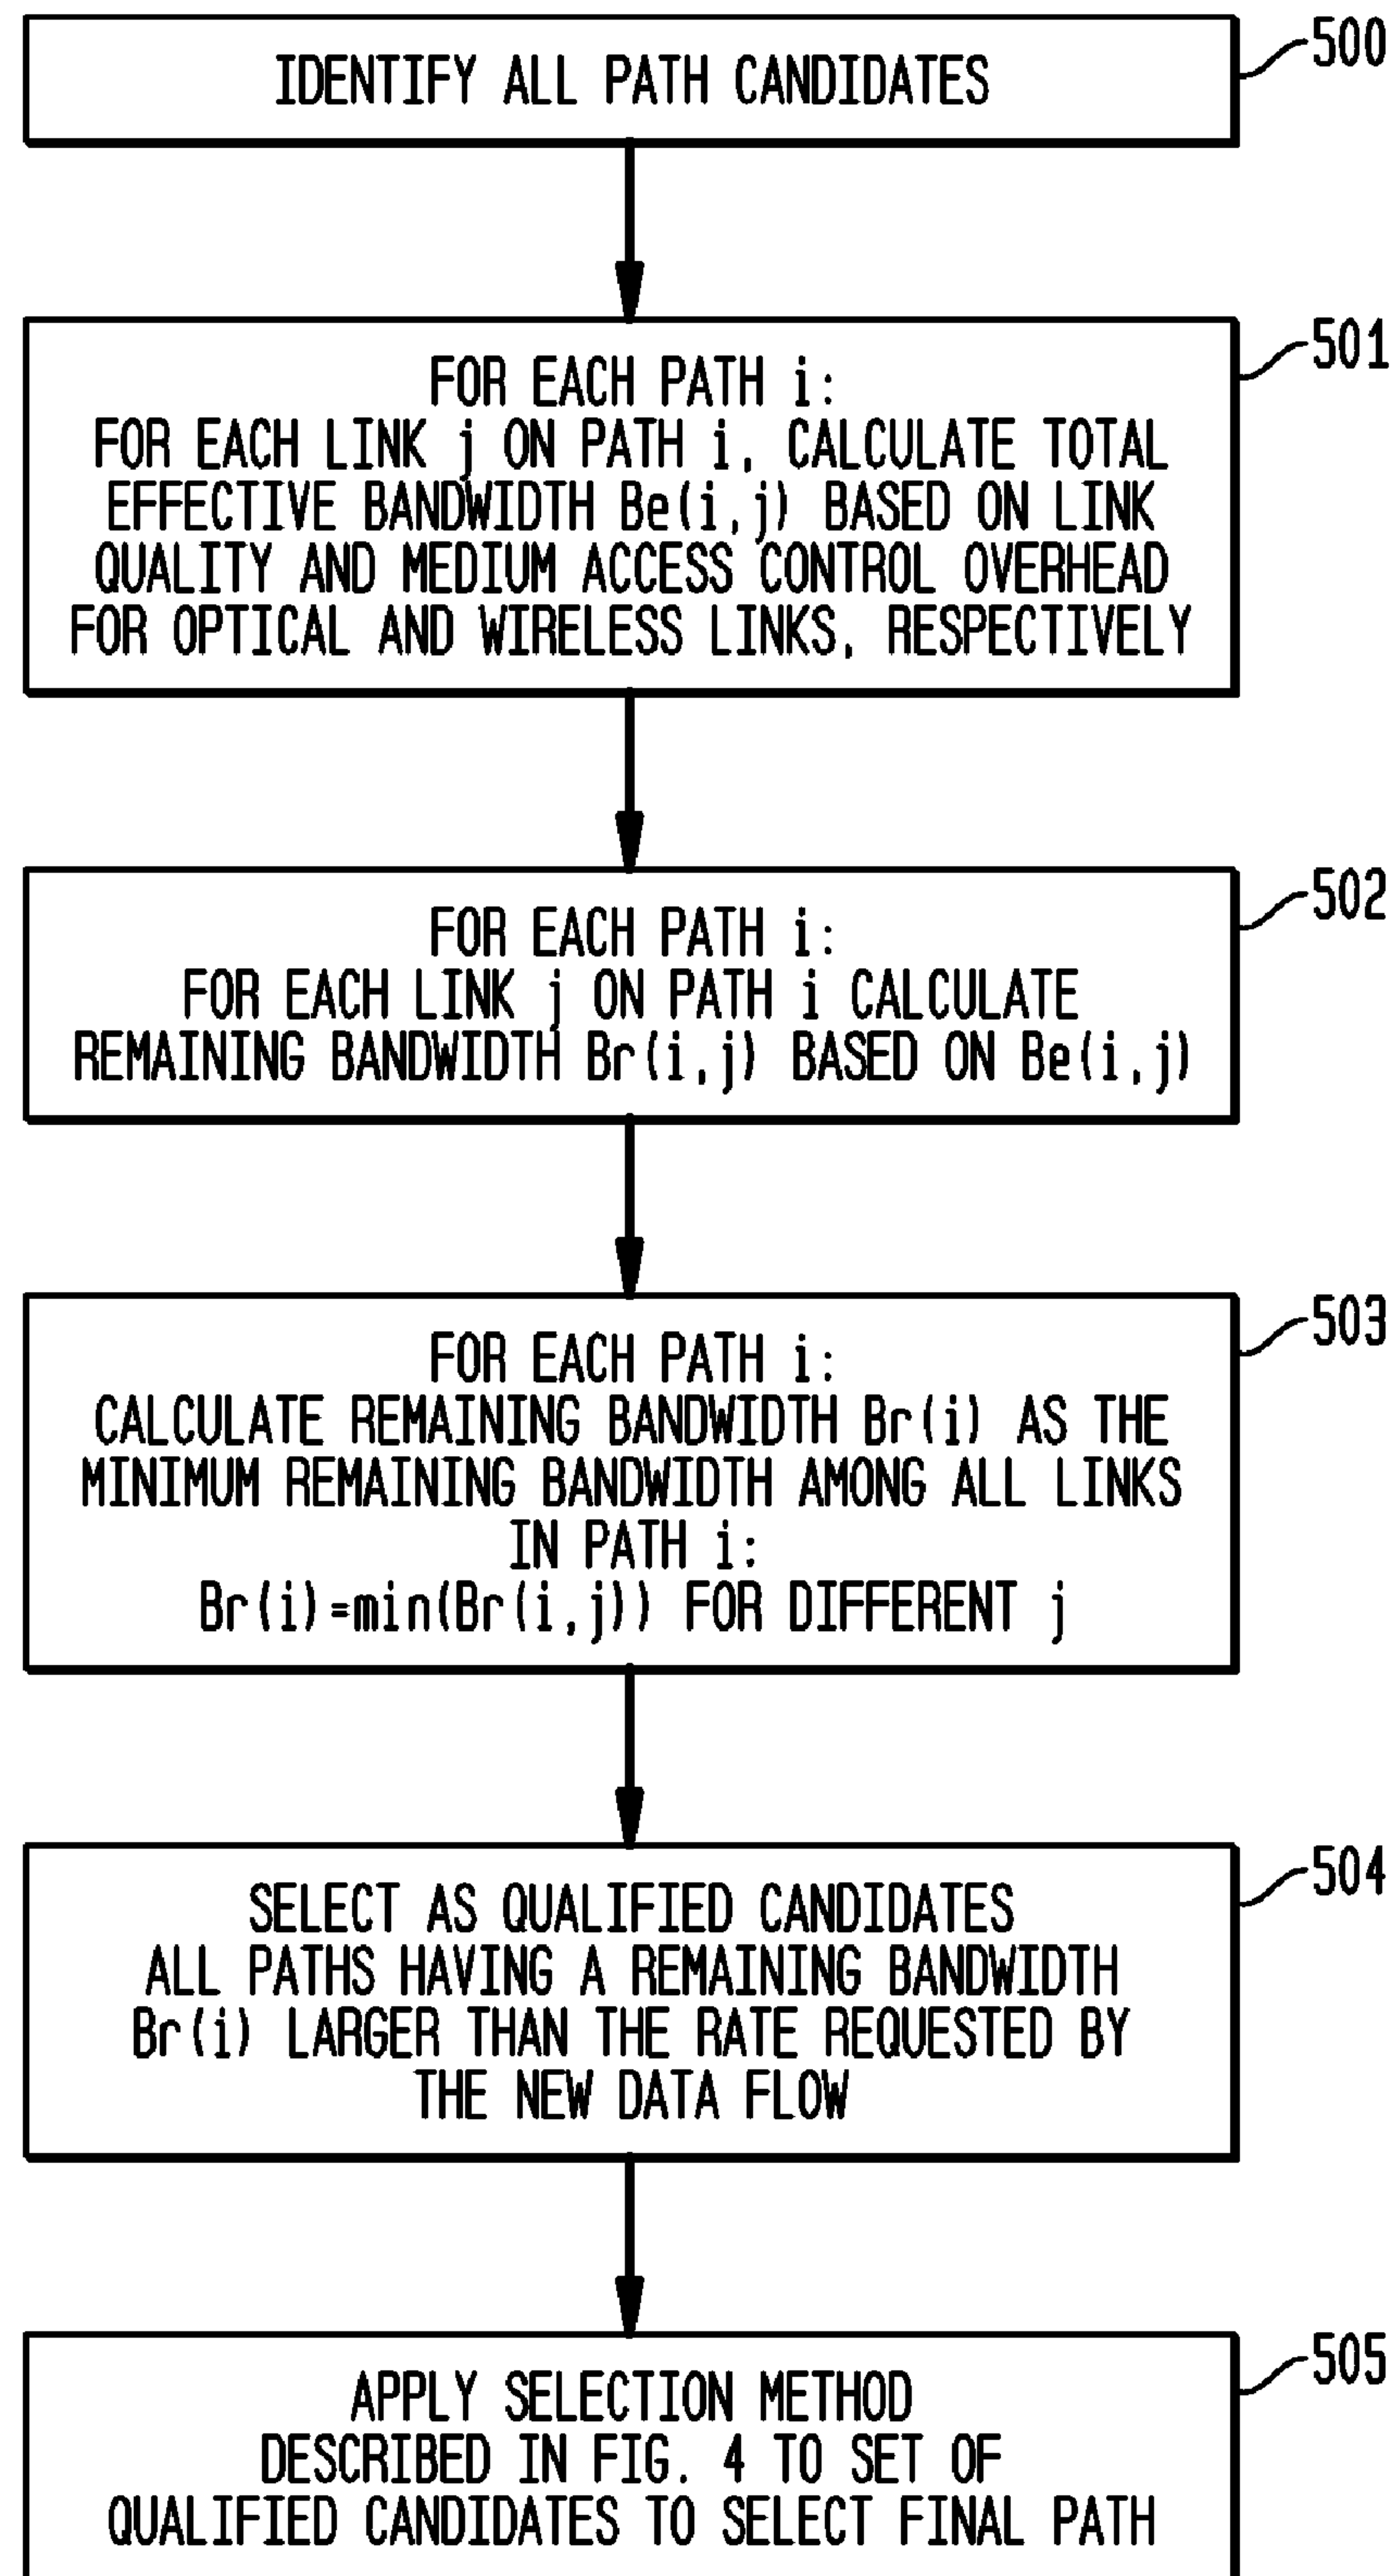 IDENTIFY ALL PATH CANDIDATES
500
FOR EACH PATH i:
FOR EACH LINK j ON PATH i, CALCULATE TOTAL
EFFECTIVE BANDWIDTH Be(i,j) BASED ON LINK
QUALITY AND MEDIUM ACCESS CONTROL OVERHEAD
FOR OPTICAL AND WIRELESS LINKS, RESPECTIVELY
501
FOR EACH PATH i:
FOR EACH LINK j ON PATH i CALCULATE
REMAINING BANDWIDTH Br(i,j) BASED ON Be(i,j)
502
FOR EACH PATH i:
CALCULATE REMAINING BANDWIDTH Br(i) AS THE
MINIMUM REMAINING BANDWIDTH AMONG ALL LINKS
IN PATH i:
Br(i)=min(Br(i,j)) FOR DIFFERENT j
503
SELECT AS QUALIFIED CANDIDATES
ALL PATHS HAVING A REMAINING BANDWIDTH
Br(i) LARGER THAN THE RATE REQUESTED BY
THE NEW DATA FLOW
504
APPLY SELECTION METHOD
DESCRIBED IN FIG. 4 TO SET OF
QUALIFIED CANDIDATES TO SELECT FINAL PATH
505